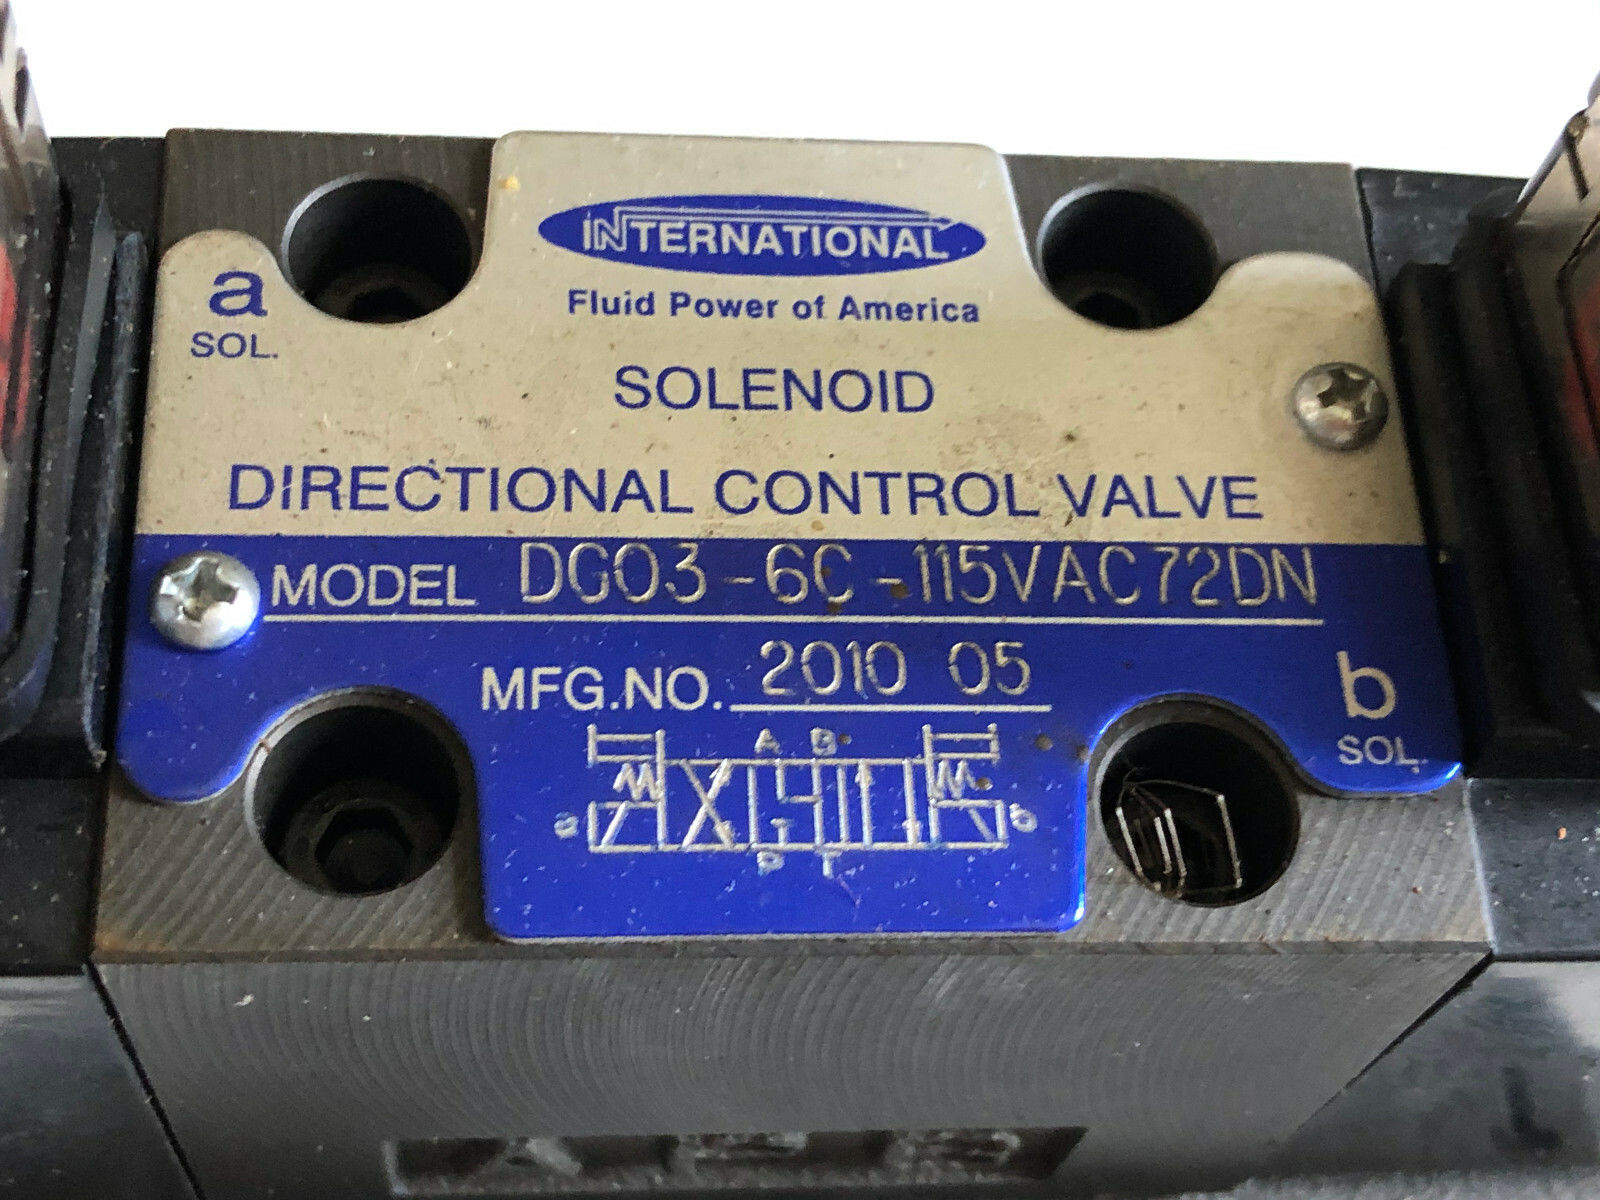 INTERNATIONAL
Fluid Power of America
a
SOL.
SOLENOID
DIRECTIONAL CONTROL VALVE
MODEL DG03-6C-115VAC72DN
MFG.NO. 2010 05
b
SOL.
A B
a b
P T